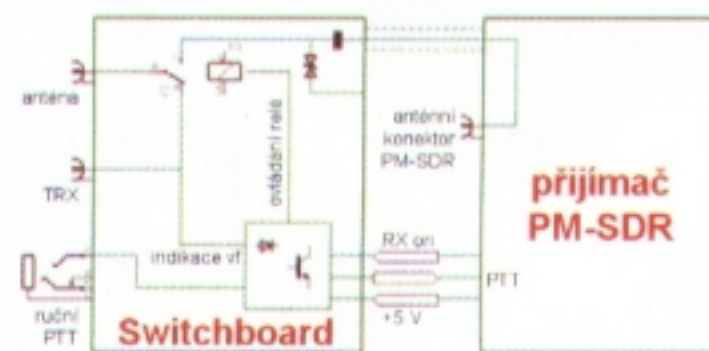 anténa
TRX
ruční
PTT
ovládání relé
indikace vf
Switchboard
RX on
PTT
+5 V
anténní
konektor
PM-SDR
přijímač
PM-SDR